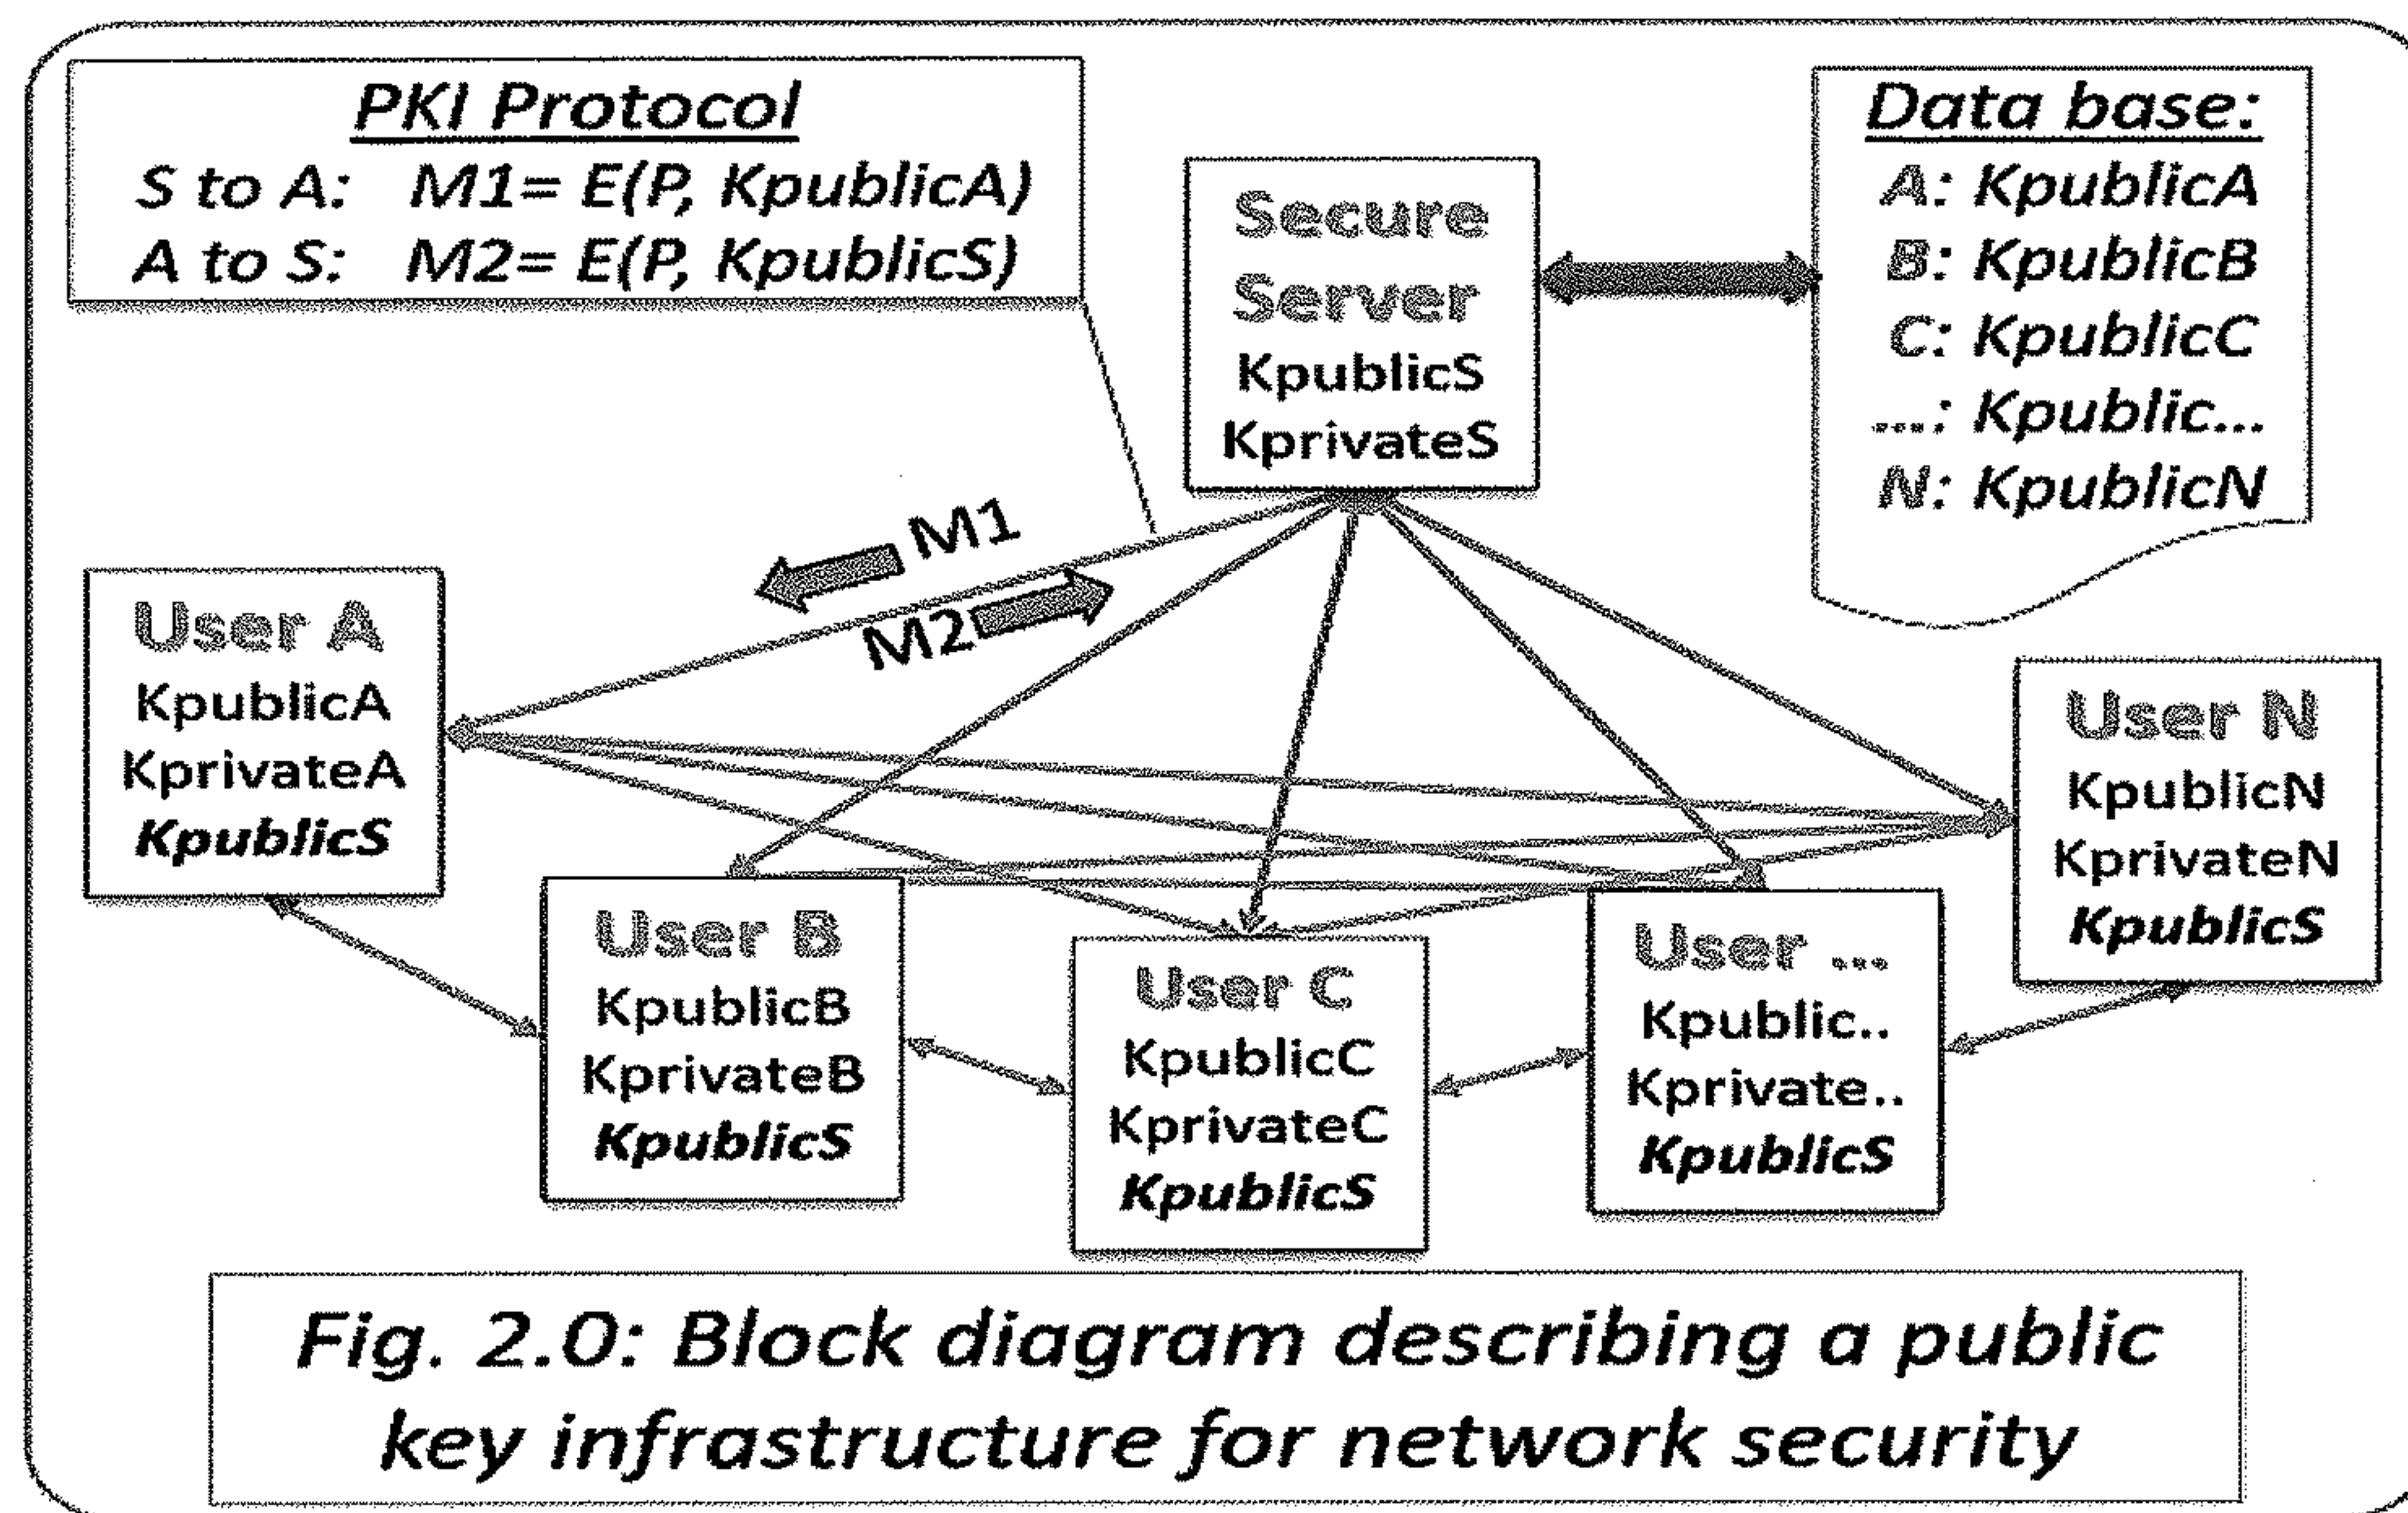 PKI Protocol
S to A: M1= E(P, KpublicA)
A to S: M2= E(P, KpublicS)
Secure
Server
KpublicS
KprivateS
Data base:
A: KpublicA
B: KpublicB
C: KpublicC
...: Kpublic...
N: KpublicN
M1
M2
User A
KpublicA
KprivateA
KpublicS
User B
KpublicB
KprivateB
KpublicS
User C
KpublicC
KprivateC
KpublicS
User ...
Kpublic..
Kprivate..
KpublicS
User N
KpublicN
KprivateN
KpublicS
Fig. 2.0: Block diagram describing a public
key infrastructure for network security